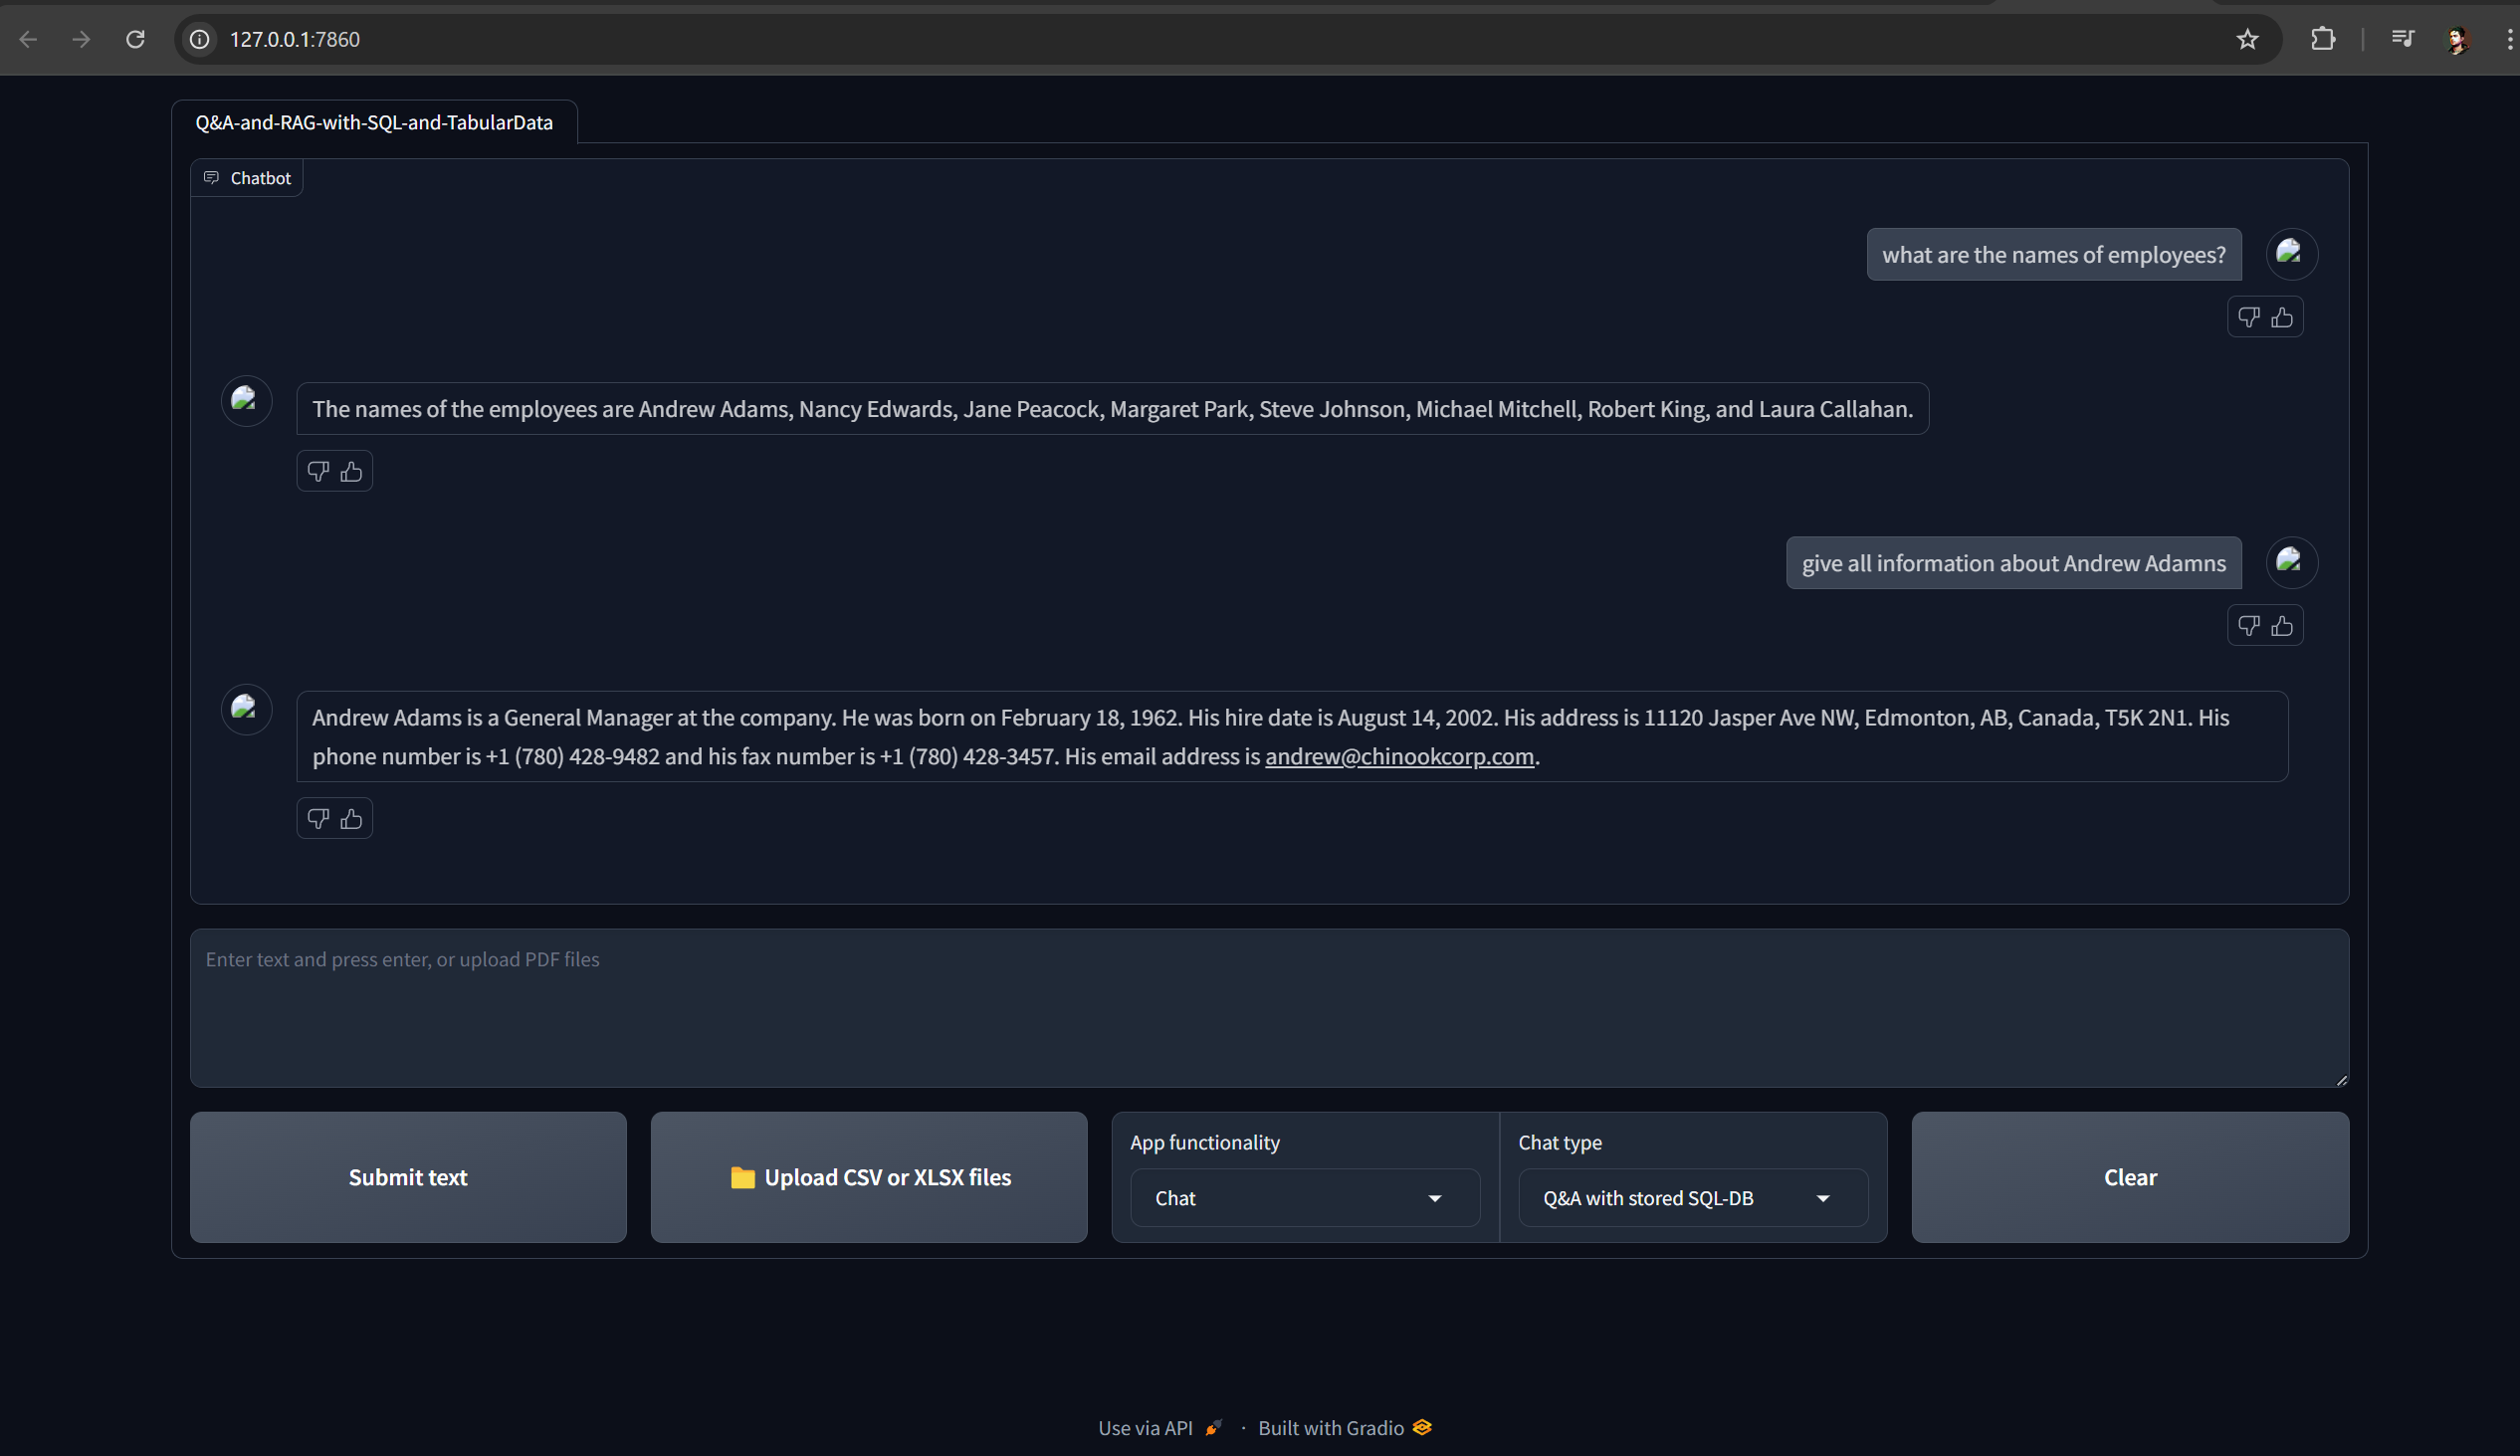 127.0.0.1:7860
Q&A-and-RAG-with-SQL-and-TabularData
Chatbot
what are the names of employees?
The names of the employees are Andrew Adams, Nancy Edwards, Jane Peacock, Margaret Park, Steve Johnson, Michael Mitchell, Robert King, and Laura Callahan.
give all information about Andrew Adamns
Andrew Adams is a General Manager at the company. He was born on February 18, 1962. His hire date is August 14, 2002. His address is 11120 Jasper Ave NW, Edmonton, AB, Canada, T5K 2N1. His
phone number is +1 (780) 428-9482 and his fax number is +1 (780) 428-3457. His email address is andrew@chinookcorp.com.
Enter text and press enter, or upload PDF files
Submit text
Upload CSV or XLSX files
App functionality
Chat
Chat type
Q&A with stored SQL-DB
Clear
Use via API · Built with Gradio